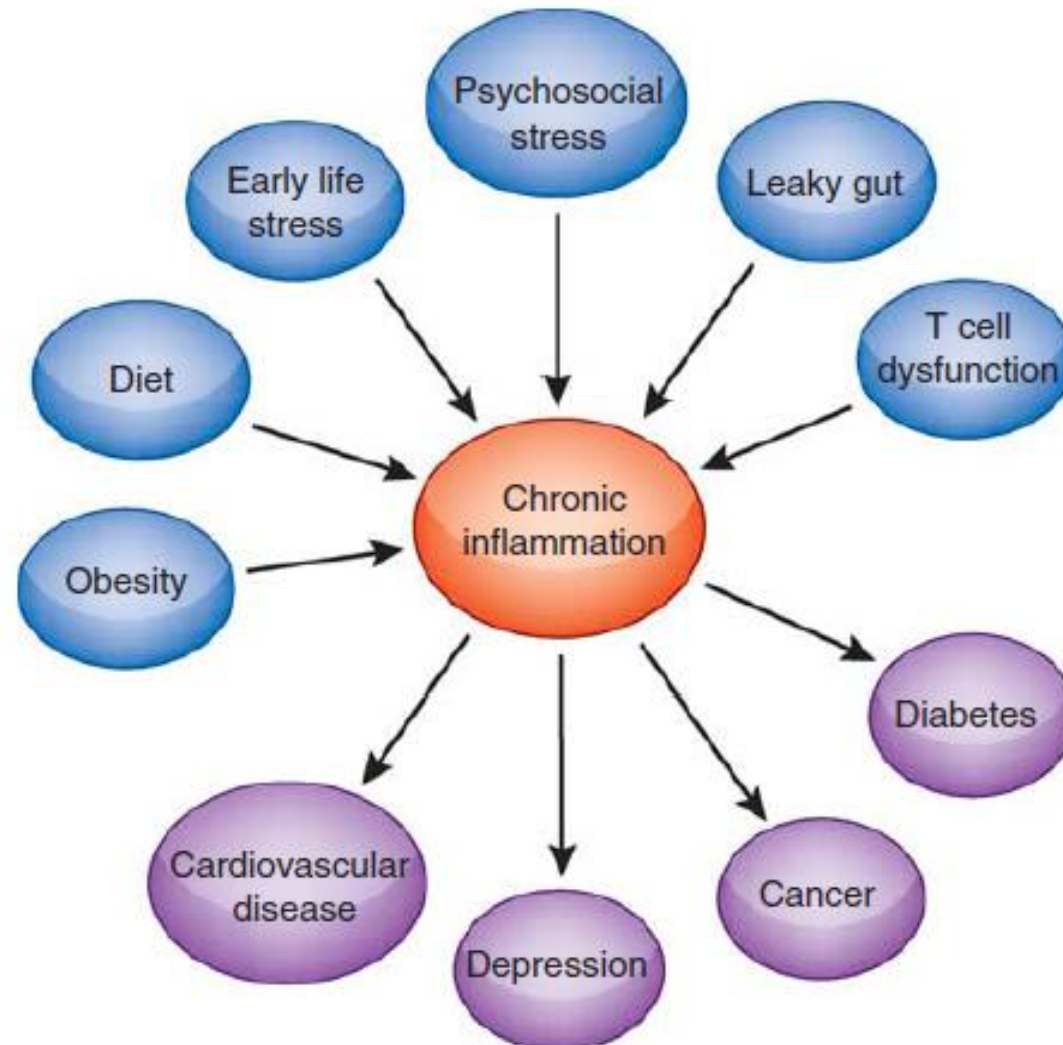 Psychosocial
stress
Early life
stress
Leaky gut
T cell
dysfunction
Diet
Chronic
inflammation
Obesity
Diabetes
Cardiovascular
disease
Cancer
Depression